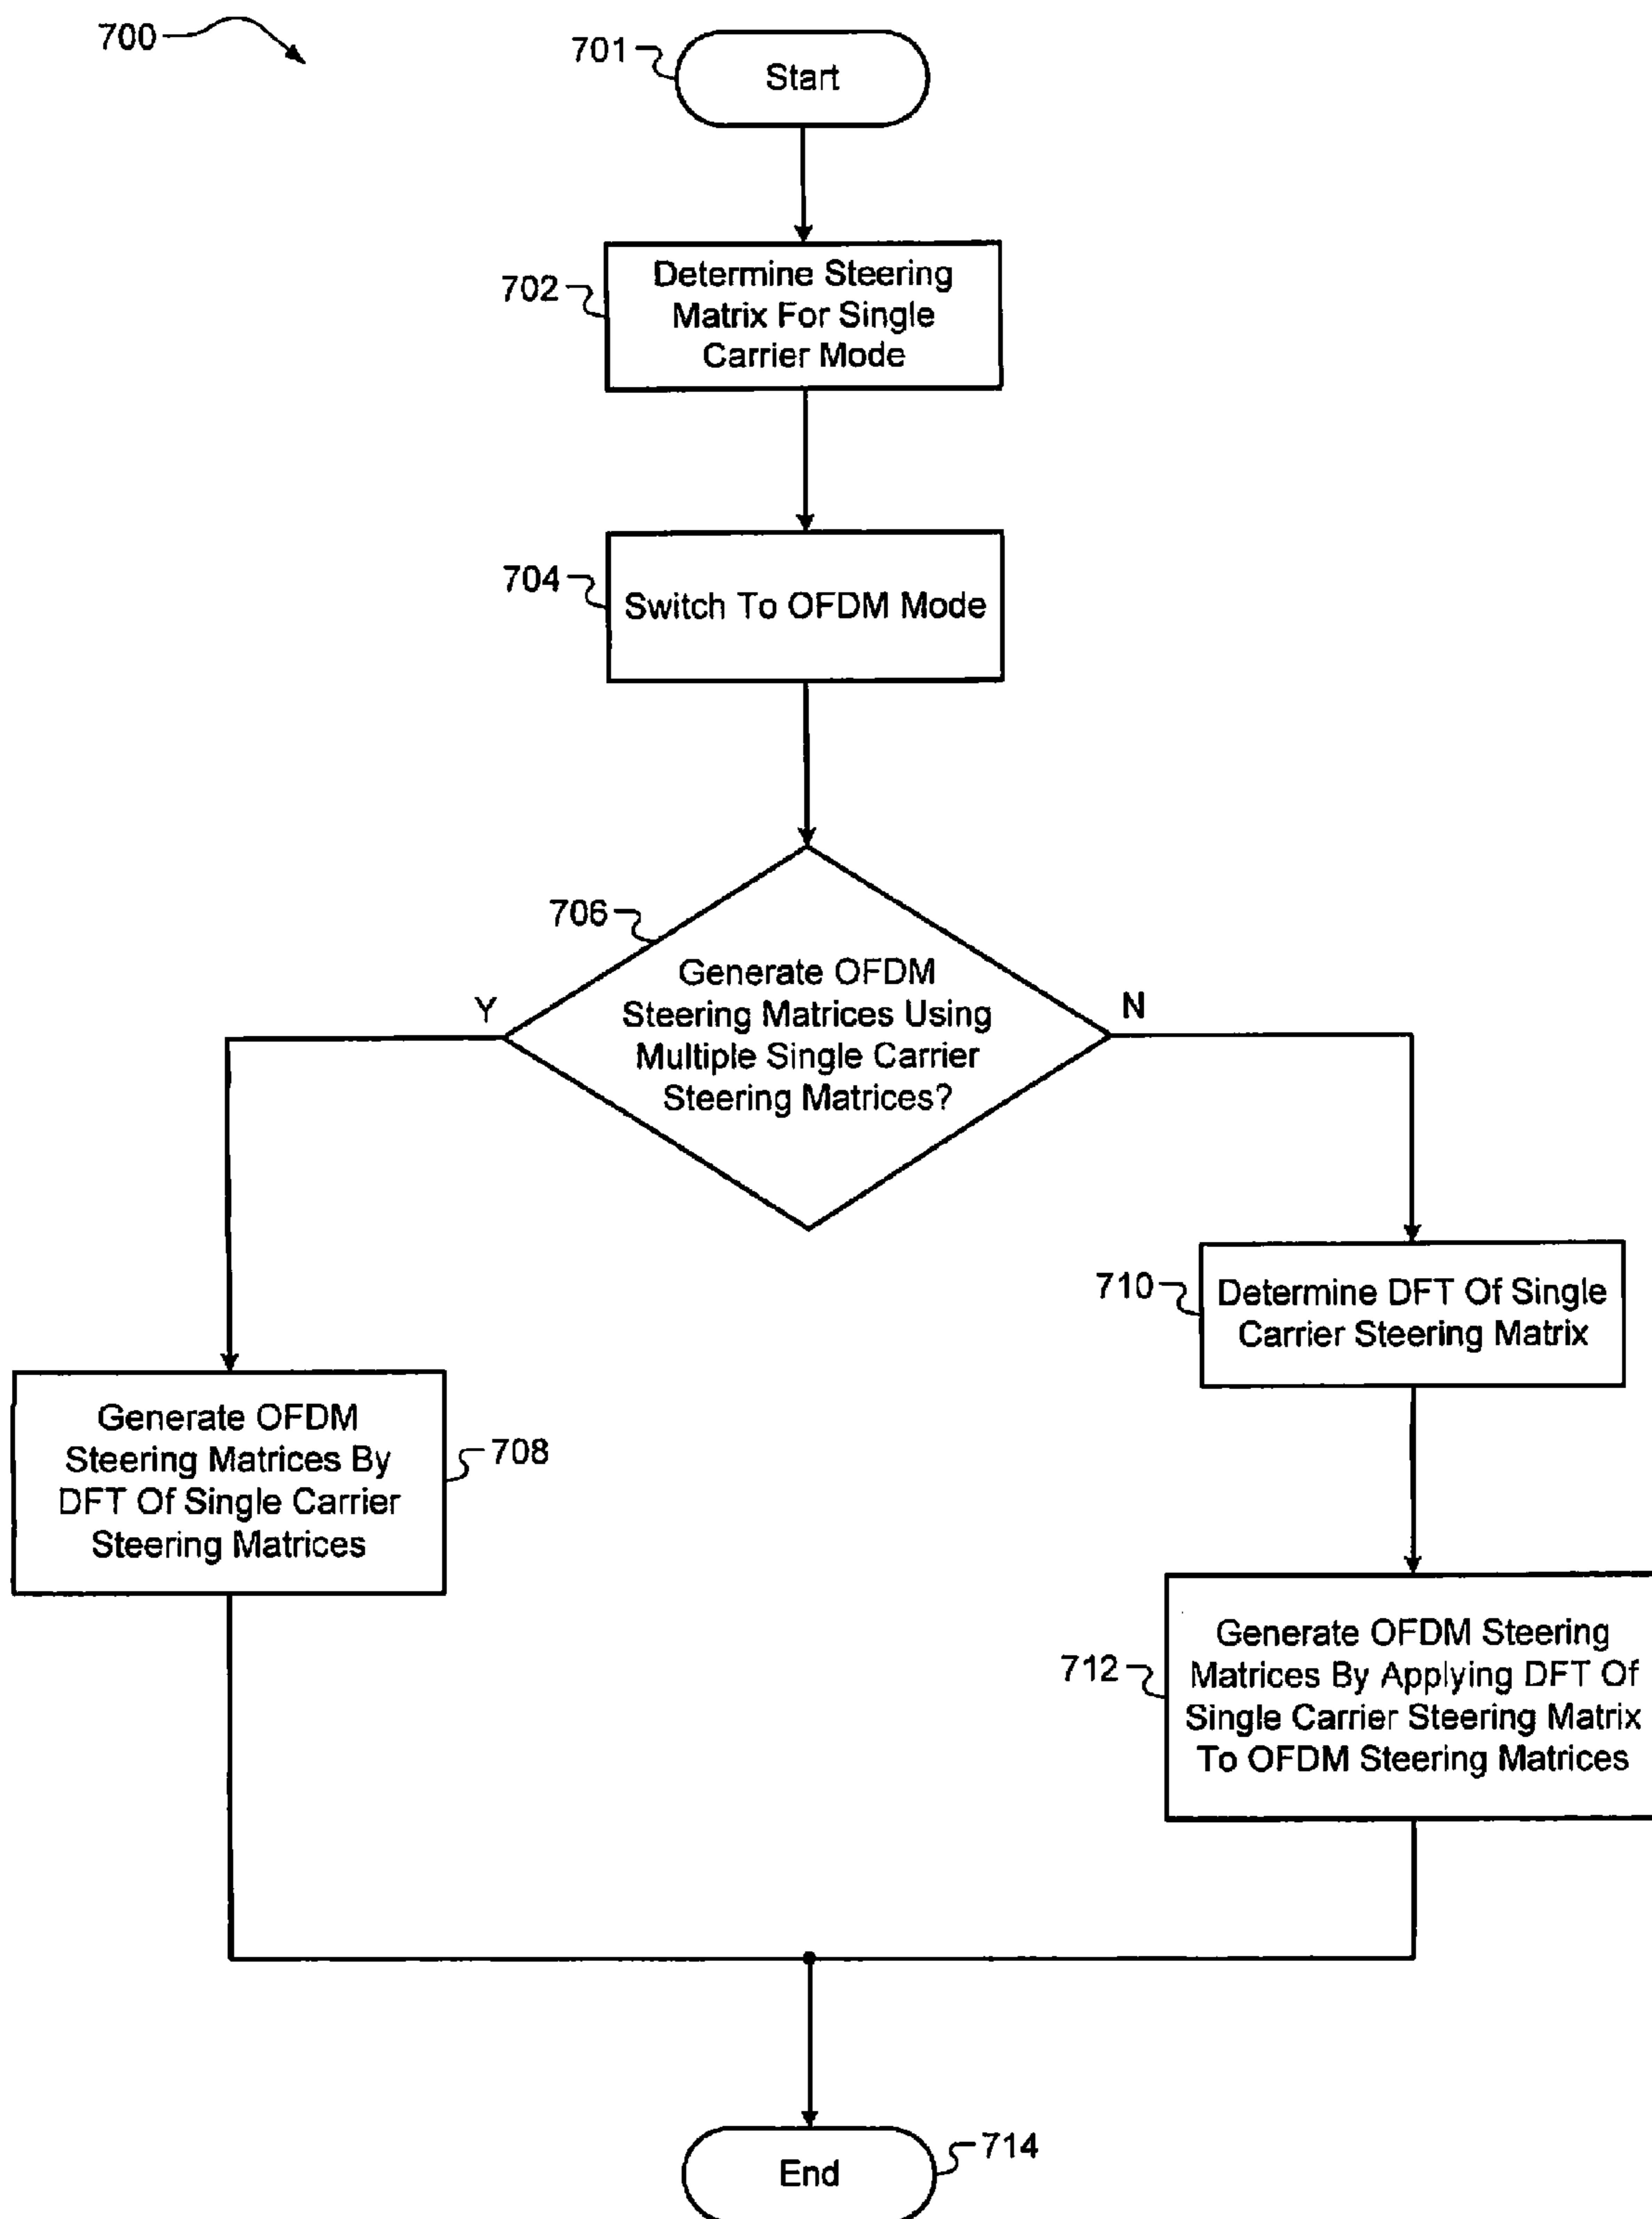 700
701
Start
702
Determine Steering
Matrix For Single
Carrier Mode
704
Switch To OFDM Mode
706
Generate OFDM
Steering Matrices Using
Multiple Single Carrier
Steering Matrices?
Y
N
710
Determine DFT Of Single
Carrier Steering Matrix
Generate OFDM
Steering Matrices By
DFT Of Single Carrier
Steering Matrices
708
712
Generate OFDM Steering
Matrices By Applying DFT Of
Single Carrier Steering Matrix
To OFDM Steering Matrices
End
714